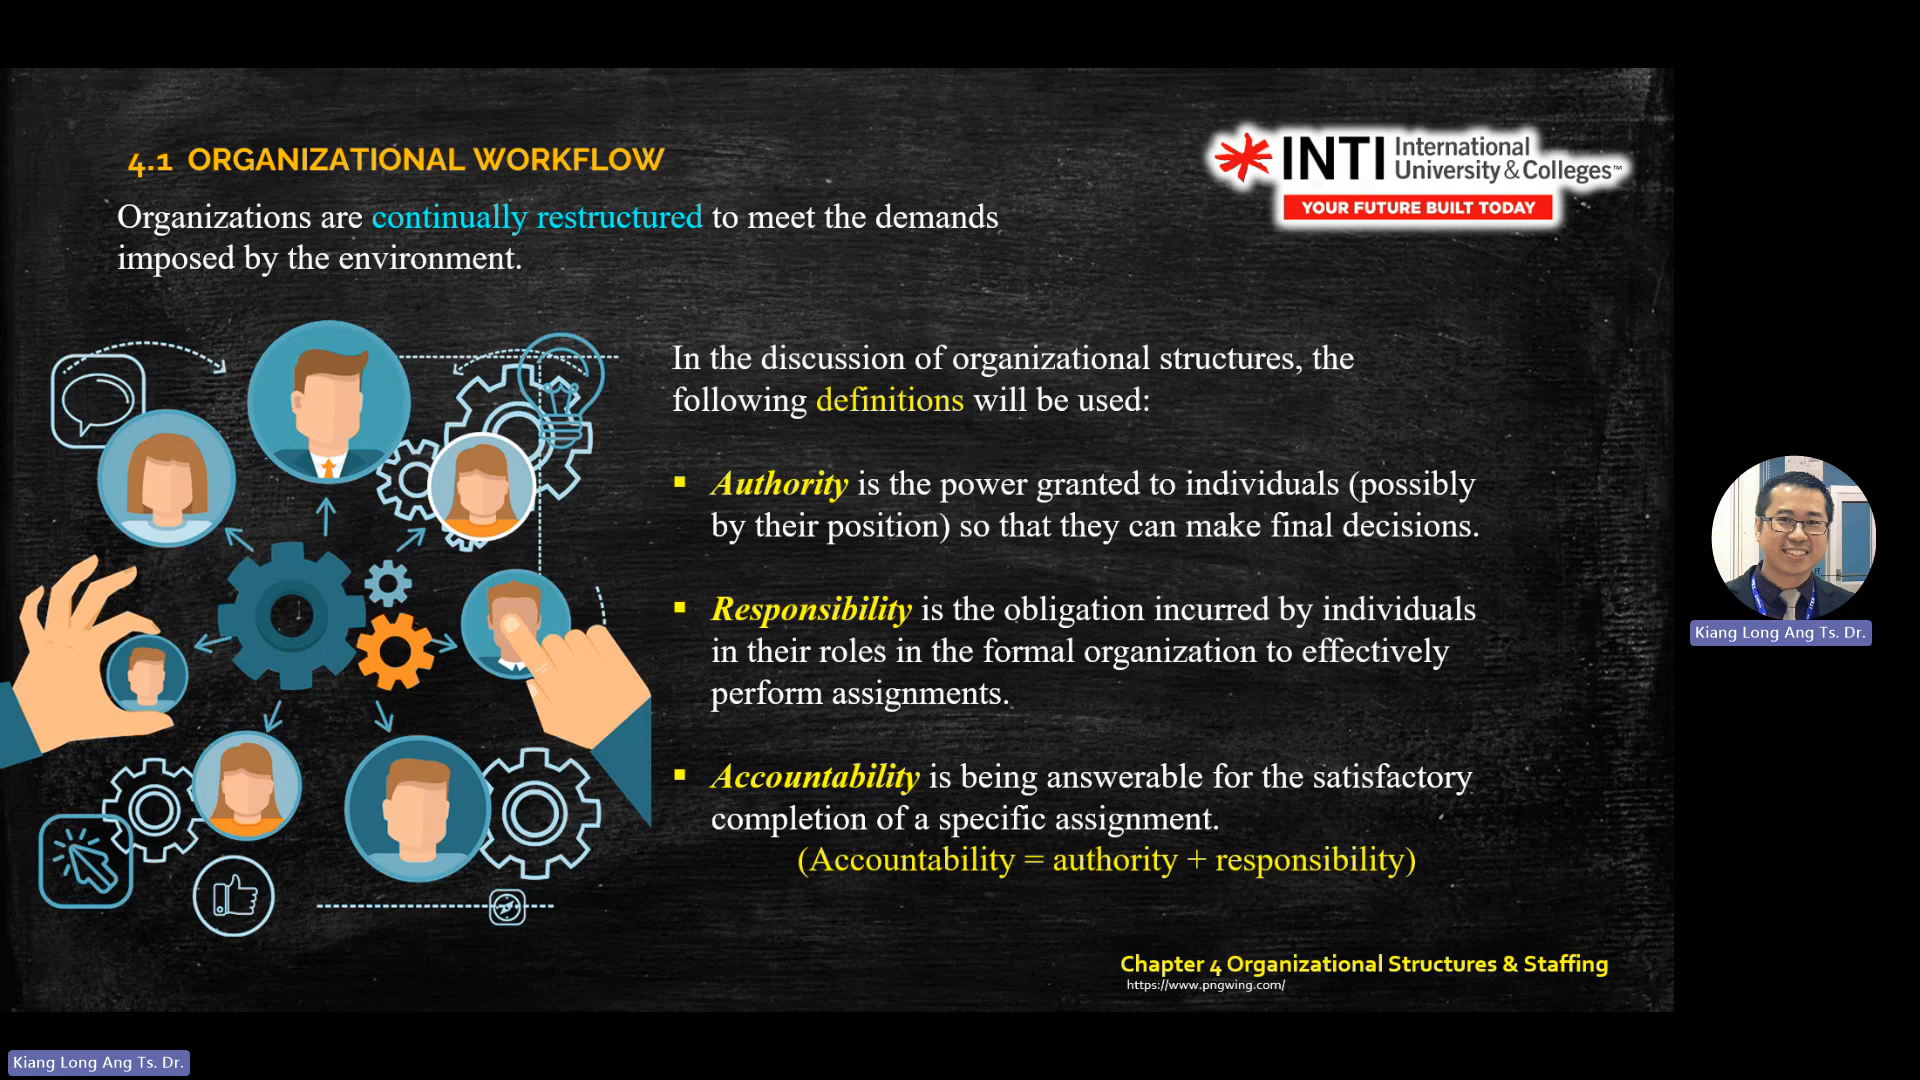 4.1 ORGANIZATIONAL WORKFLOW
Organizations are continually restructured to meet the demands
imposed by the environment.
INTI International
University & Colleges™
YOUR FUTURE BUILT TODAY
In the discussion of organizational structures, the
following definitions will be used:
▪ Authority is the power granted to individuals (possibly
by their position) so that they can make final decisions.
▪ Responsibility is the obligation incurred by individuals
in their roles in the formal organization to effectively
perform assignments.
▪ Accountability is being answerable for the satisfactory
completion of a specific assignment.
(Accountability = authority + responsibility)
Chapter 4 Organizational Structures & Staffing
https://www.pngwing.com/
Kiang Long Ang Ts. Dr.
Kiang Long Ang Ts. Dr.